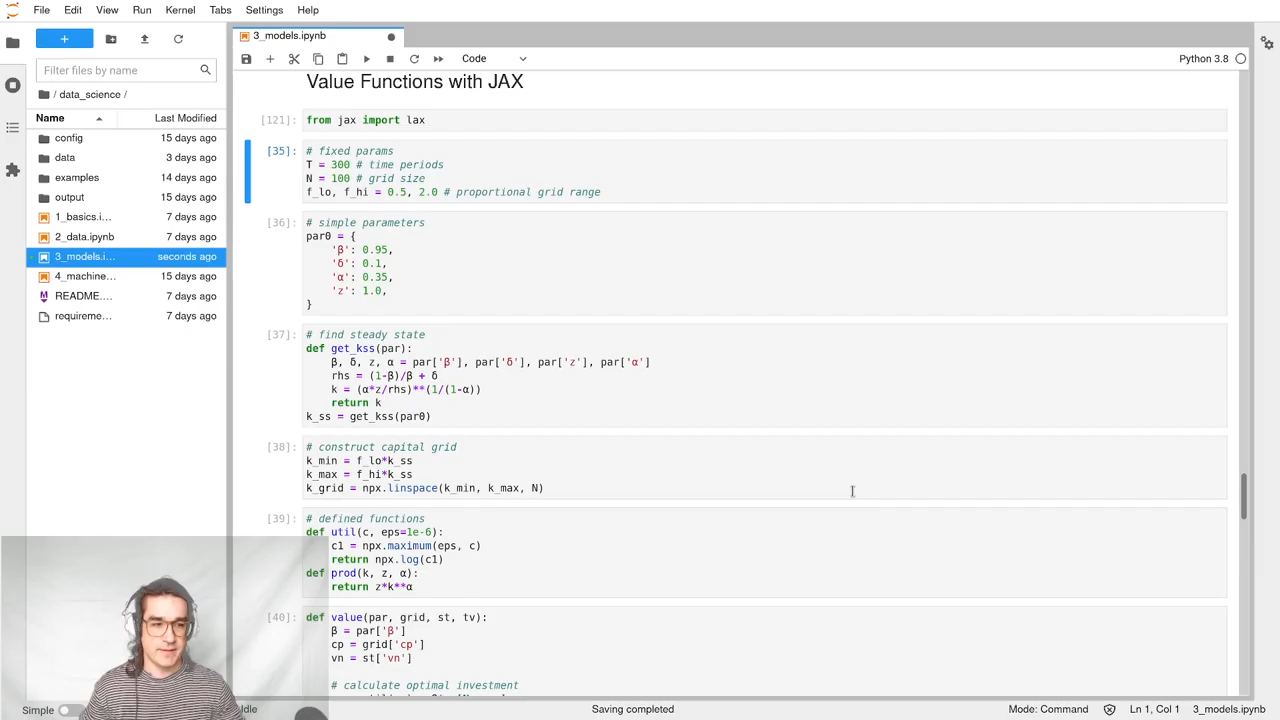 File Edit View Run Kernel Tabs Settings Help
3_models.ipynb
Filter files by name
Code
Python 3.8
/ data_science /
Name Last Modified
config 15 days ago
data 3 days ago
examples 14 days ago
output 15 days ago
1_basics.i... 7 days ago
2_data.ipynb 7 days ago
3_models.i... seconds ago
4_machine... 15 days ago
README.... 7 days ago
requireme... 7 days ago
Value Functions with JAX
[121]: from jax import lax
[35]: # fixed params
T = 300 # time periods
N = 100 # grid size
f_lo, f_hi = 0.5, 2.0 # proportional grid range
[36]: # simple parameters
par0 = {
'β': 0.95,
'δ': 0.1,
'α': 0.35,
'z': 1.0,
}
[37]: # find steady state
def get_kss(par):
β, δ, z, α = par['β'], par['δ'], par['z'], par['α']
rhs = (1-β)/β + δ
k = (α*z/rhs)**(1/(1-α))
return k
k_ss = get_kss(par0)
[38]: # construct capital grid
k_min = f_lo*k_ss
k_max = f_hi*k_ss
k_grid = npx.linspace(k_min, k_max, N)
[39]: # defined functions
def util(c, eps=1e-6):
c1 = npx.maximum(eps, c)
return npx.log(c1)
def prod(k, z, α):
return z*k**α
[40]: def value(par, grid, st, tv):
β = par['β']
cp = grid['cp']
vn = st['vn']
# calculate optimal investment
Simple
Saving completed
Mode: Command
Ln 1, Col 1
3_models.ipynb